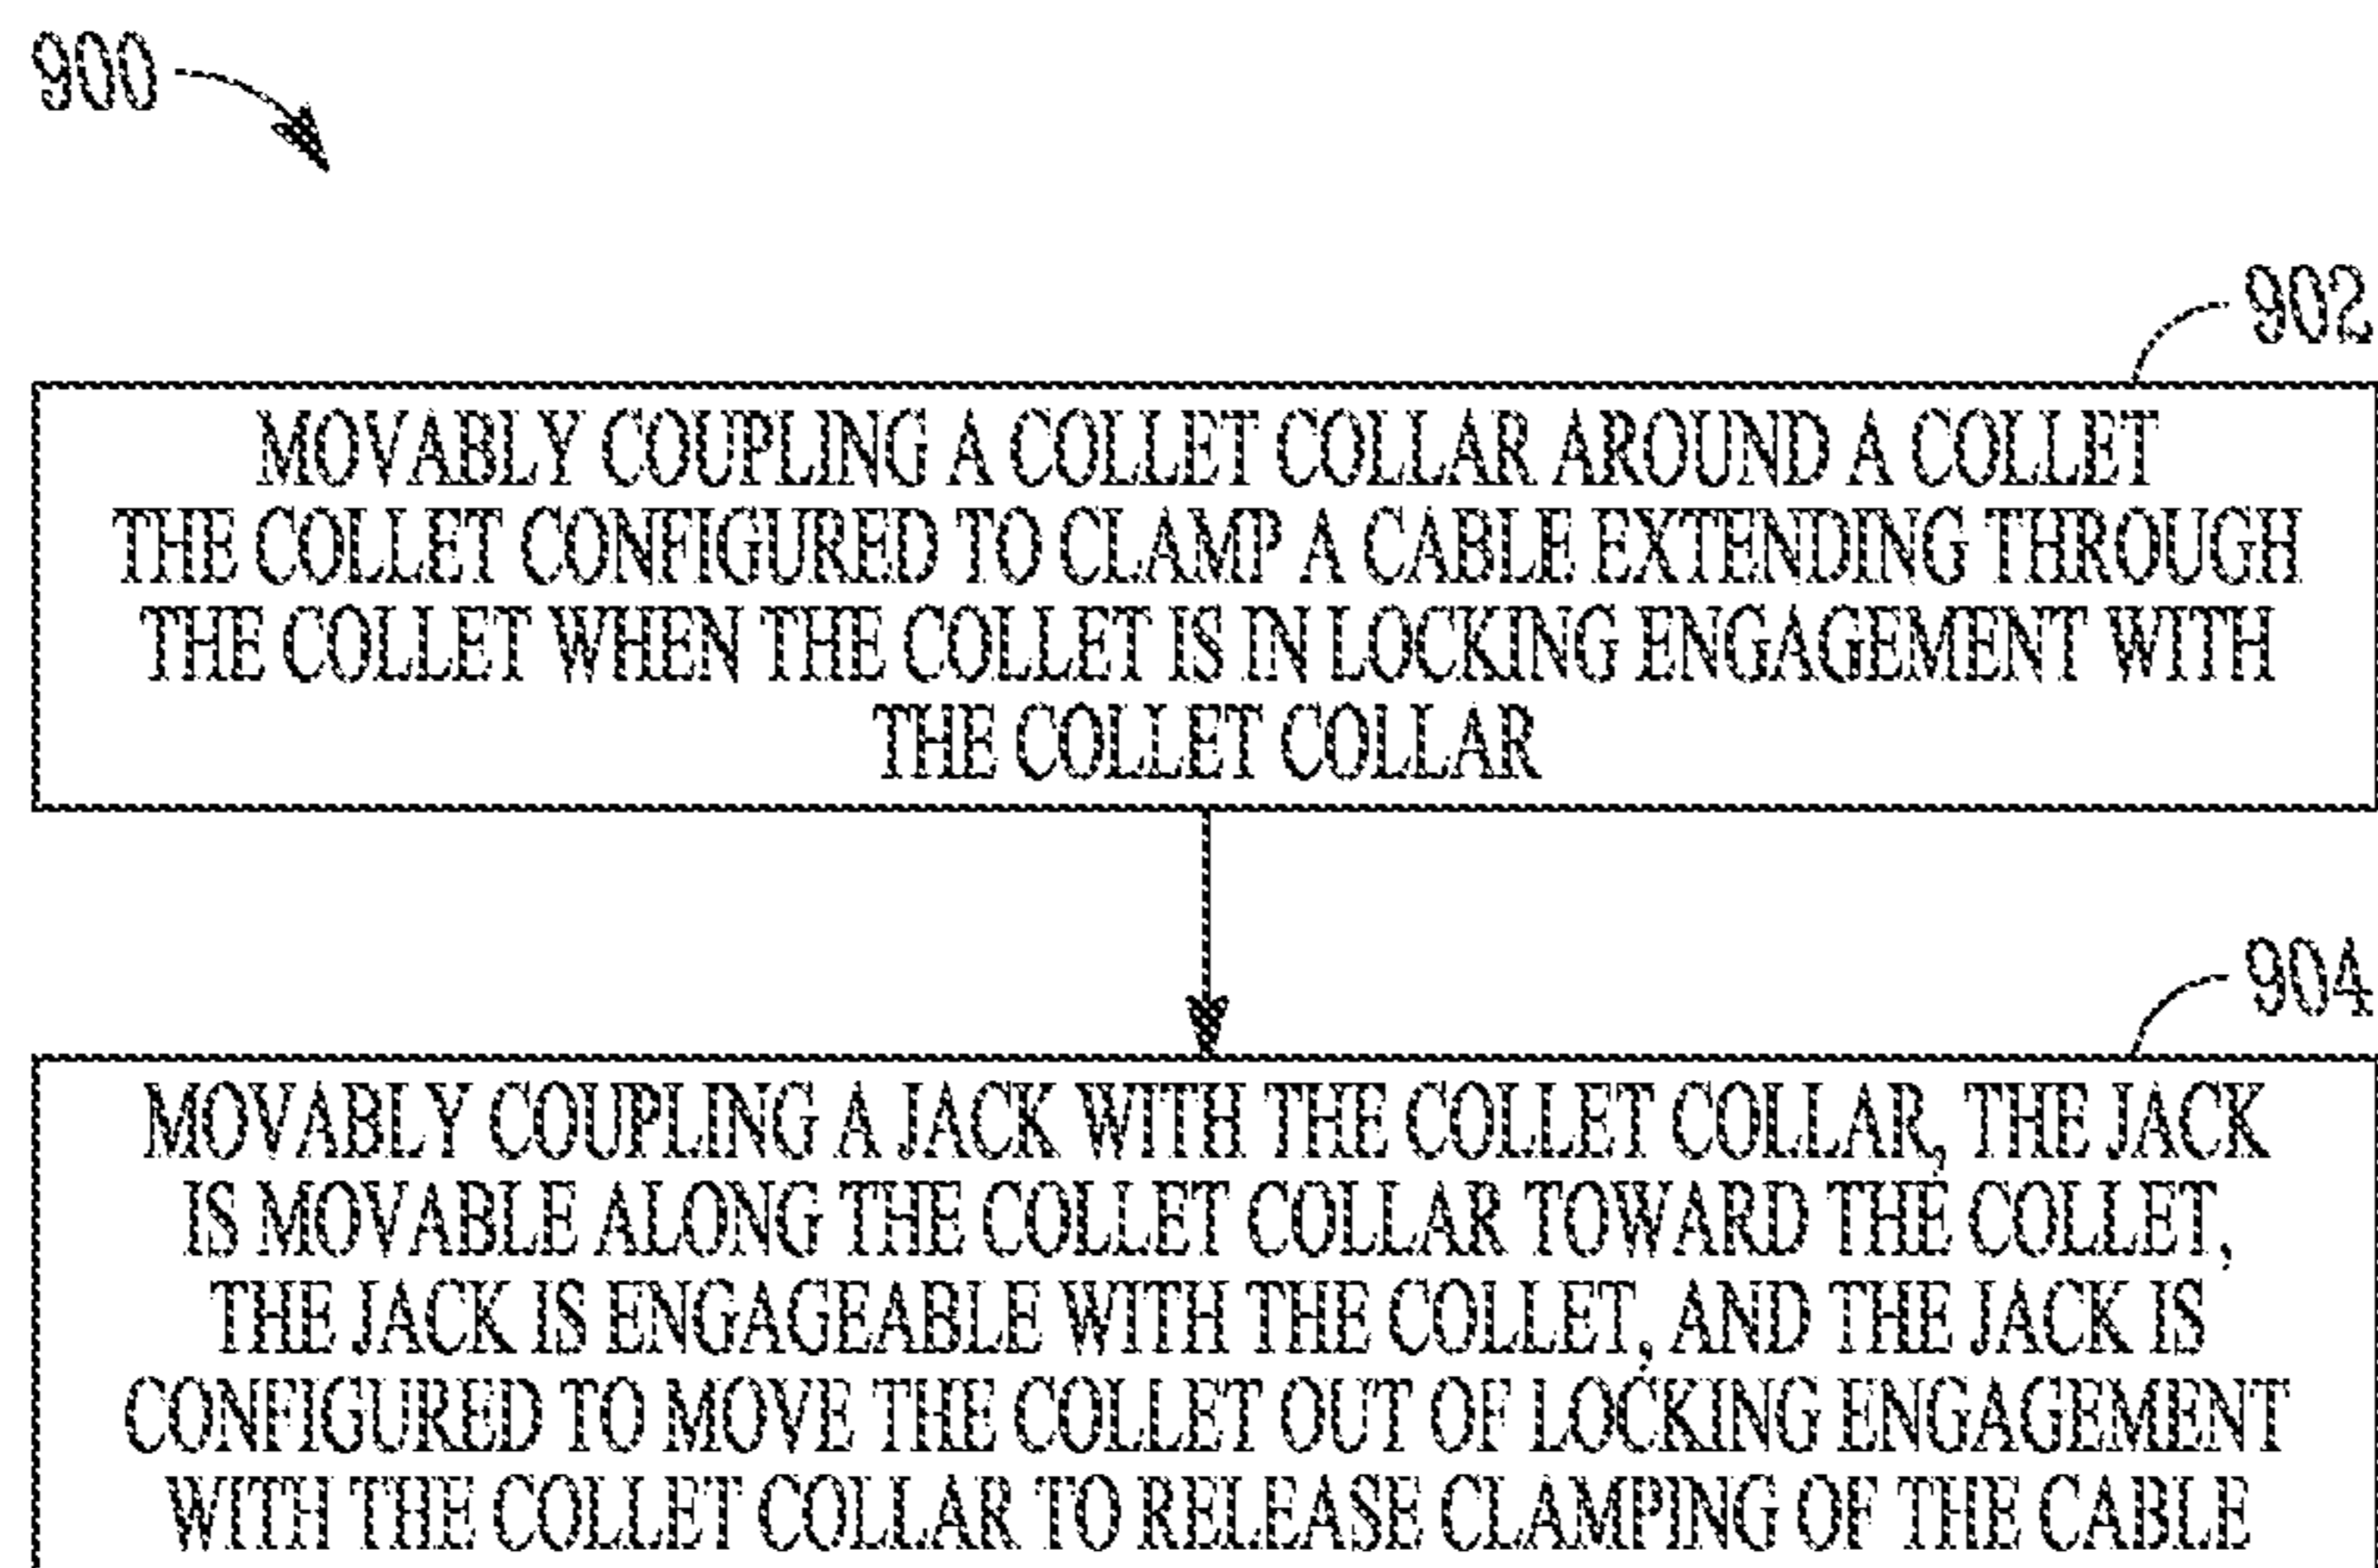 900
902
MOVABLY COUPLING A COLLET COLLAR AROUND A COLLET
THE COLLET CONFIGURED TO CLAMP A CABLE EXTENDING THROUGH
THE COLLET WHEN THE COLLET IS IN LOCKING ENGAGEMENT WITH
THE COLLET COLLAR
904
MOVABLY COUPLING A JACK WITH THE COLLET COLLAR, THE JACK
IS MOVABLE ALONG THE COLLET COLLAR TOWARD THE COLLET,
THE JACK IS ENGAGEABLE WITH THE COLLET, AND THE JACK IS
CONFIGURED TO MOVE THE COLLET OUT OF LOCKING ENGAGEMENT
WITH THE COLLET COLLAR TO RELEASE CLAMPING OF THE CABLE